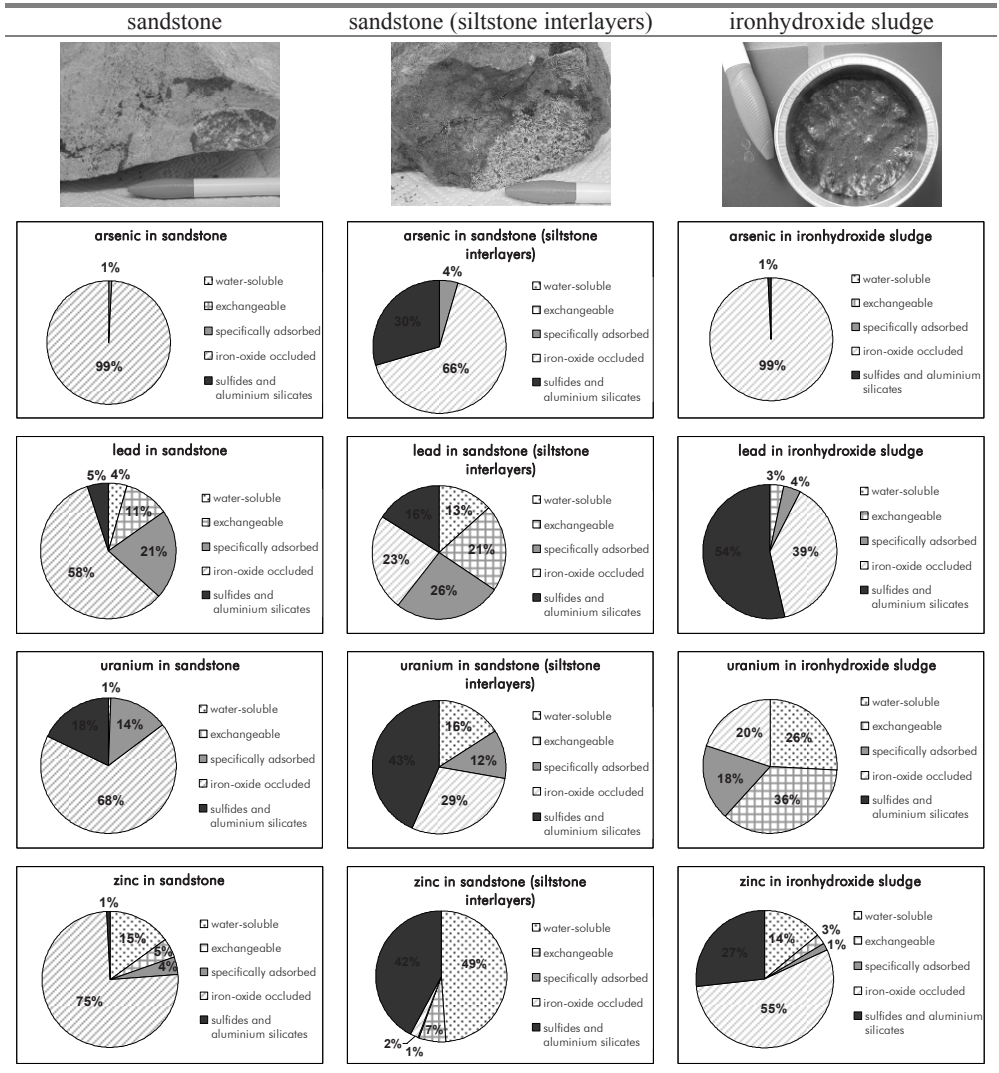 sandstone
sandstone (siltstone interlayers)
ironhydroxide sludge
arsenic in sandstone
1%
99%
water-soluble
exchangeable
specifically adsorbed
iron-oxide occluded
sulfides and
aluminium silicates
arsenic in sandstone (siltstone
interlayers)
4%
30%
66%
water-soluble
exchangeable
specifically adsorbed
iron-oxide occluded
sulfides and
aluminium silicates
arsenic in ironhydroxide sludge
1%
99%
water-soluble
exchangeable
specifically adsorbed
iron-oxide occluded
sulfides and aluminium
silicates
lead in sandstone
5%
4%
11%
21%
58%
water-soluble
exchangeable
specifically adsorbed
iron-oxide occluded
sulfides and
aluminium silicates
lead in sandstone (siltstone
interlayers)
16%
13%
21%
23%
26%
water-soluble
exchangeable
specifically adsorbed
iron-oxide occluded
sulfides and
aluminium silicates
lead in ironhydroxide sludge
3%
4%
54%
39%
water-soluble
exchangeable
specifically adsorbed
iron-oxide occluded
sulfides and
aluminium silicates
uranium in sandstone
1%
18%
14%
68%
water-soluble
exchangeable
specifically adsorbed
iron-oxide occluded
sulfides and
aluminium silicates
uranium in sandstone (siltstone
interlayers)
16%
43%
12%
29%
water-soluble
exchangeable
specifically adsorbed
iron-oxide occluded
sulfides and
aluminium silicates
uranium in ironhydroxide sludge
20%
26%
18%
36%
water-soluble
exchangeable
specifically adsorbed
iron-oxide occluded
sulfides and
aluminium silicates
zinc in sandstone
1%
15%
5%
4%
75%
water-soluble
exchangeable
specifically adsorbed
iron-oxide occluded
sulfides and
aluminium silicates
zinc in sandstone (siltstone
interlayers)
42%
49%
7%
2%
1%
water-soluble
exchangeable
specifically adsorbed
iron-oxide occluded
sulfides and
aluminium silicates
zinc in ironhydroxide sludge
27%
14%
3%
1%
55%
water-soluble
exchangeable
specifically adsorbed
iron-oxide occluded
sulfides and aluminium
silicates